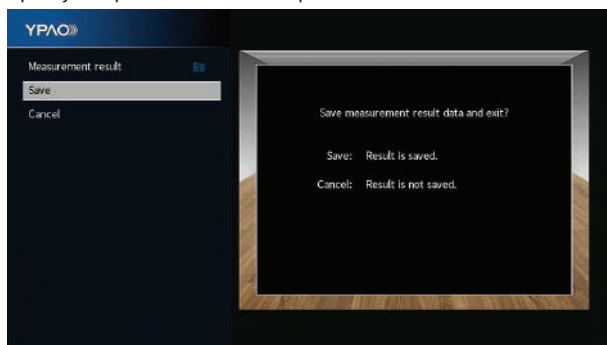 YPAO
Measurement result
Save
Cancel
Save measurement result data and exit?
Save: Result is saved.
Cancel: Result is not saved.